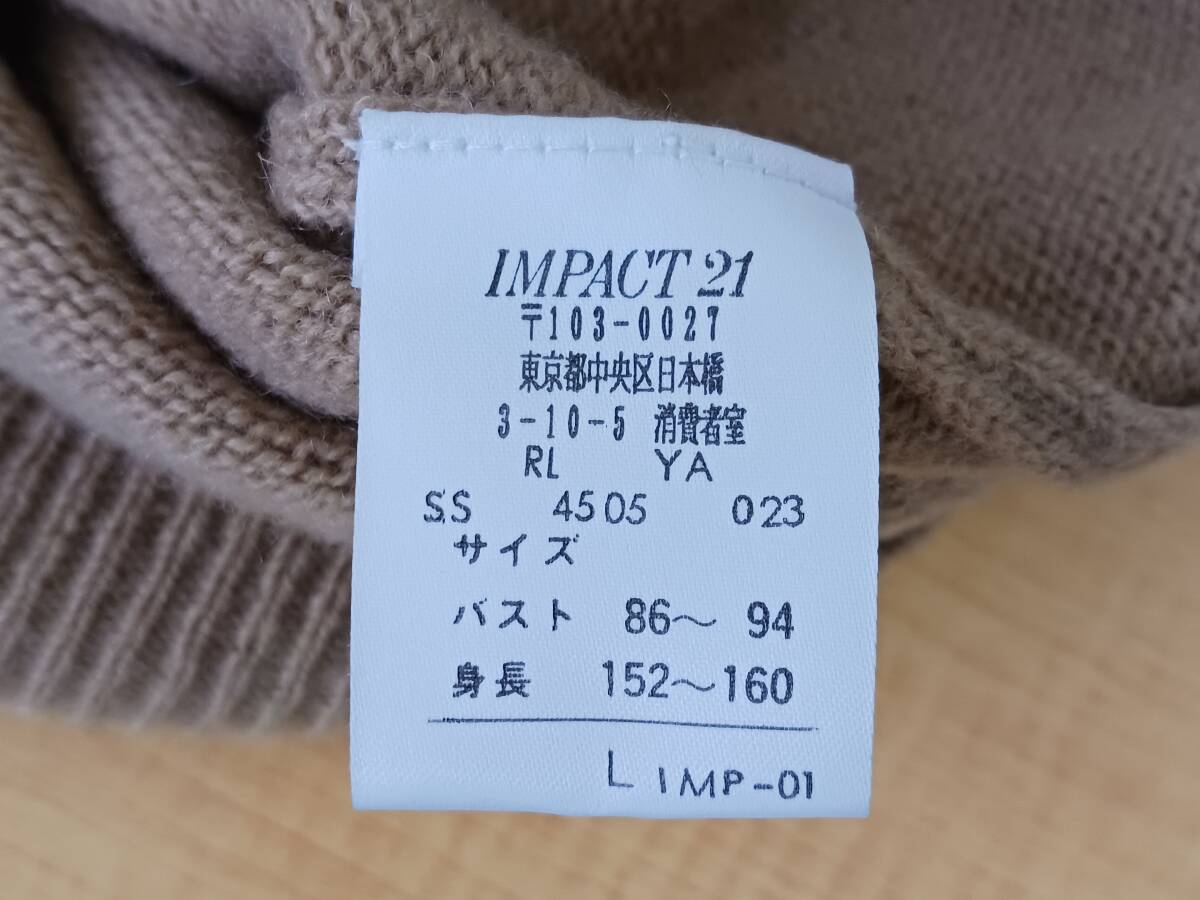 IMPACT 21
〒103-0027
東京都中央区日本橋
3-10-5 消費者室
RL YA
SS 4505 023
サイズ
バスト 86～ 94
身長 152～160
L IMP-01